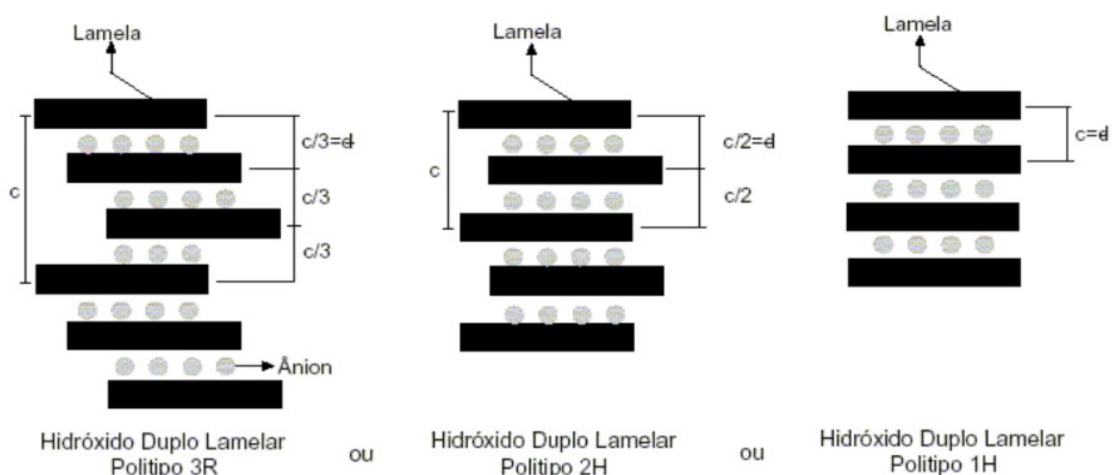 Lamela
c
c/3=d
c/3
c/3
Ânion
Hidróxido Duplo Lamelar
Politipo 3R
ou
Lamela
c
c/2=d
c/2
Hidróxido Duplo Lamelar
Politipo 2H
ou
Lamela
c=d
Hidróxido Duplo Lamelar
Politipo 1H